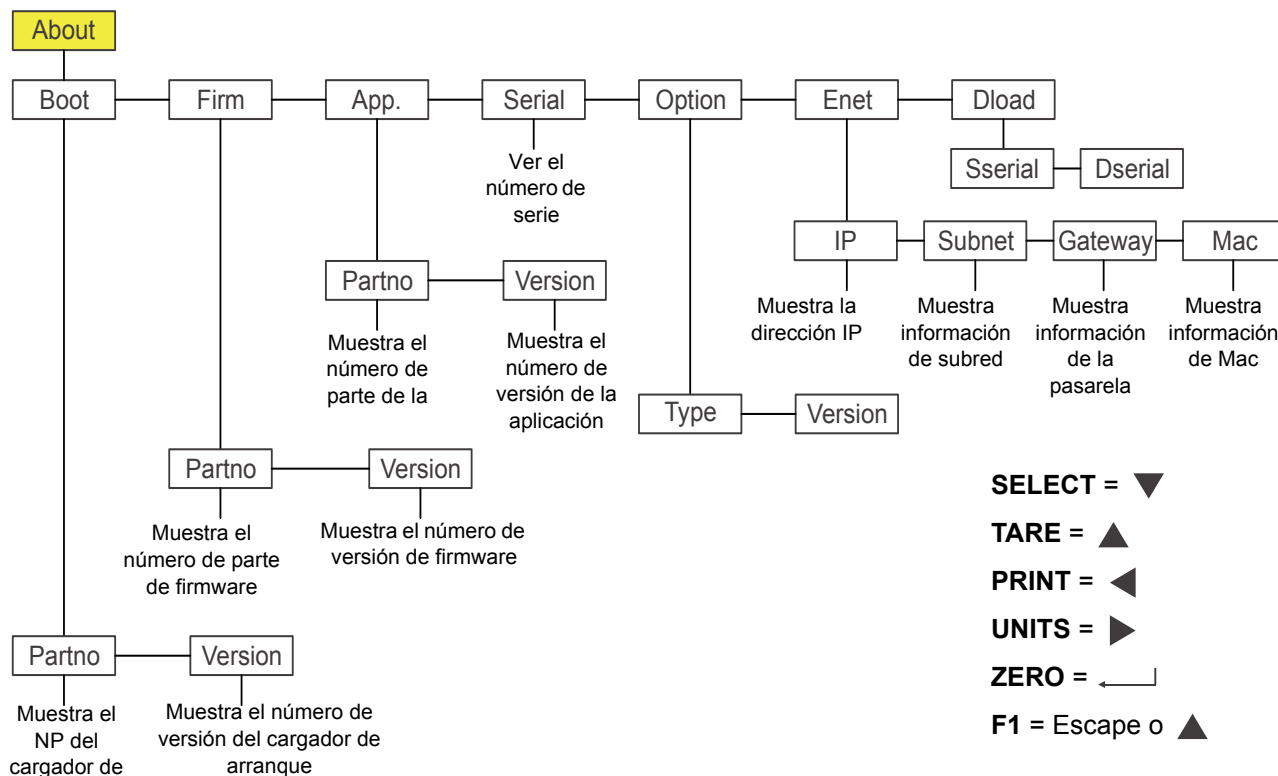 About
Boot
Firm
App.
Serial
Option
Enet
Dload
Ver el
número de
serie
Sserial
Dserial
IP
Subnet
Gateway
Mac
Muestra la
dirección IP
Muestra
información
de subred
Muestra
información
de la
pasarela
Muestra
información
de Mac
Partno
Version
Muestra el
número de
parte de la
Muestra el
número de
versión de la
aplicación
Type
Version
Partno
Version
Muestra el
número de parte
de firmware
Muestra el número de
versión de firmware
Partno
Version
Muestra el
NP del
cargador de
Muestra el número de
versión del cargador de
arranque
SELECT = ▼
TARE = ▲
PRINT = ◀
UNITS = ▶
ZERO = ↵
F1 = Escape o ▲